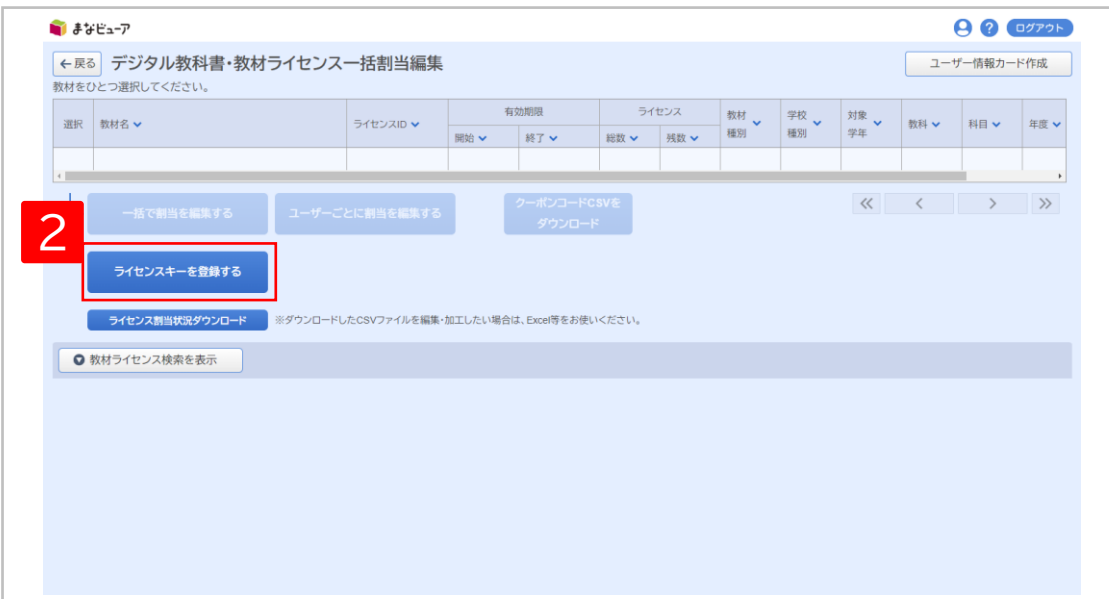 まなビューア
? ログアウト
←戻る デジタル教科書・教材ライセンス一括割当編集 ユーザー情報カード作成
教材をひとつ選択してください。
選択 教材名 ライセンスID 有効期限 開始 終了 ライセンス 総数 残数 教材種別 学校種別 対象学年 教科 科目 年度
一括で割当を編集する ユーザーごとに割当を編集する クーポンコードCSVを
ダウンロード
2
ライセンスキーを登録する
ライセンス割当状況ダウンロード ※ダウンロードしたCSVファイルを編集・加工したい場合は、Excel等をお使いください。
教材ライセンス検索を表示